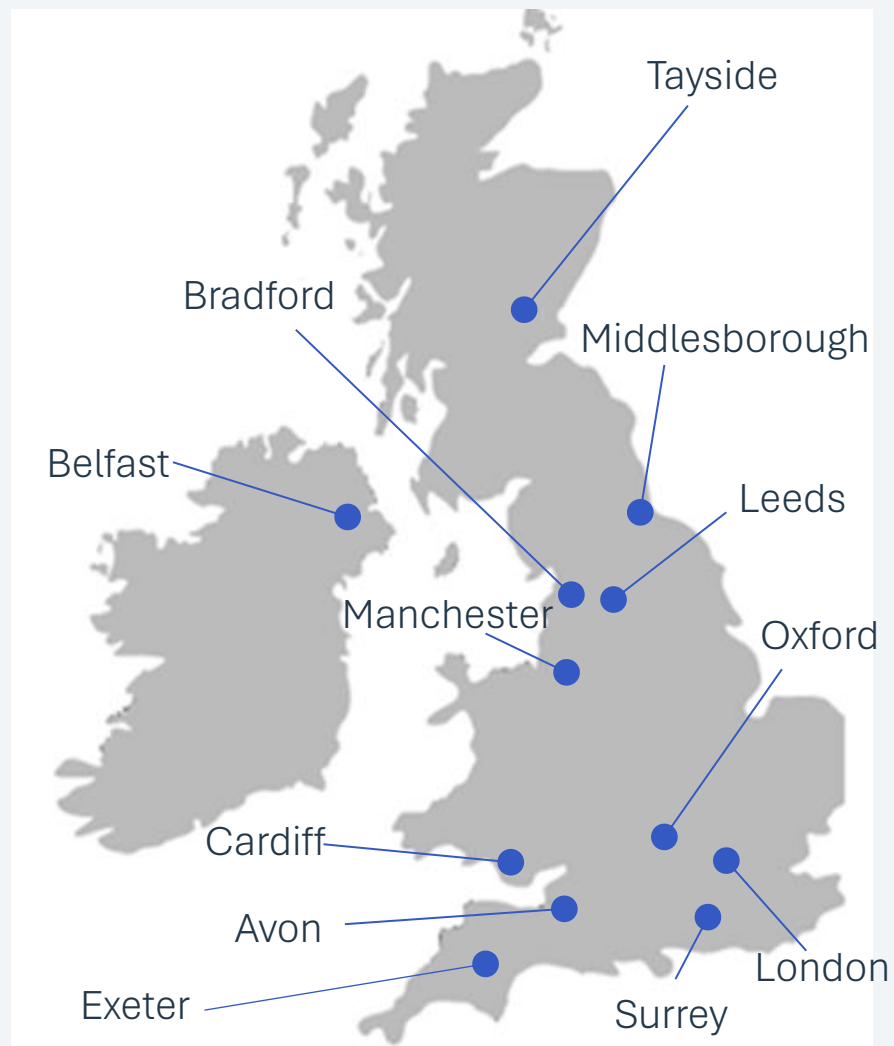 Tayside
Bradford
Middlesborough
Belfast
Leeds
Manchester
Oxford
Cardiff
Avon
London
Exeter
Surrey